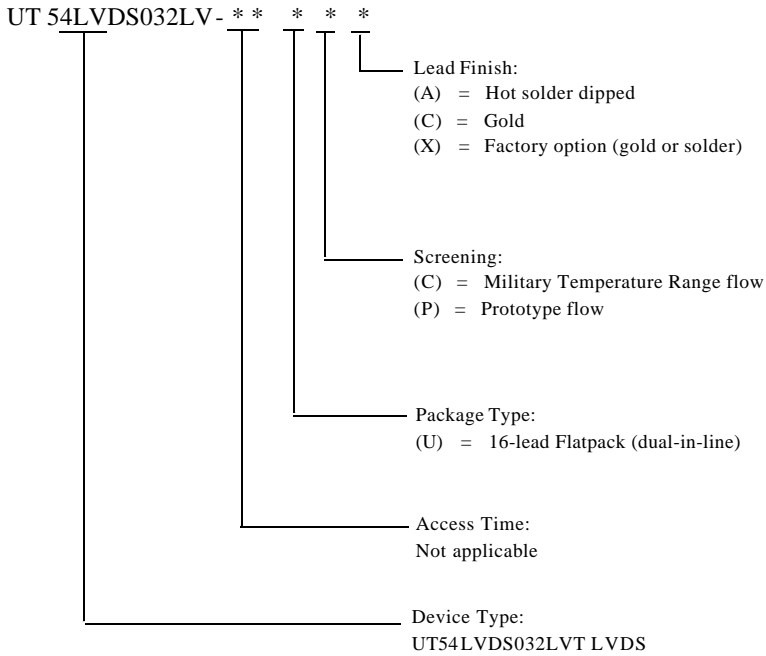 UT 54LVDS032LV - * * * * *
Lead Finish:
(A) = Hot solder dipped
(C) = Gold
(X) = Factory option (gold or solder)
Screening:
(C) = Military Temperature Range flow
(P) = Prototype flow
Package Type:
(U) = 16-lead Flatpack (dual-in-line)
Access Time:
Not applicable
Device Type:
UT54LVDS032LVT LVDS